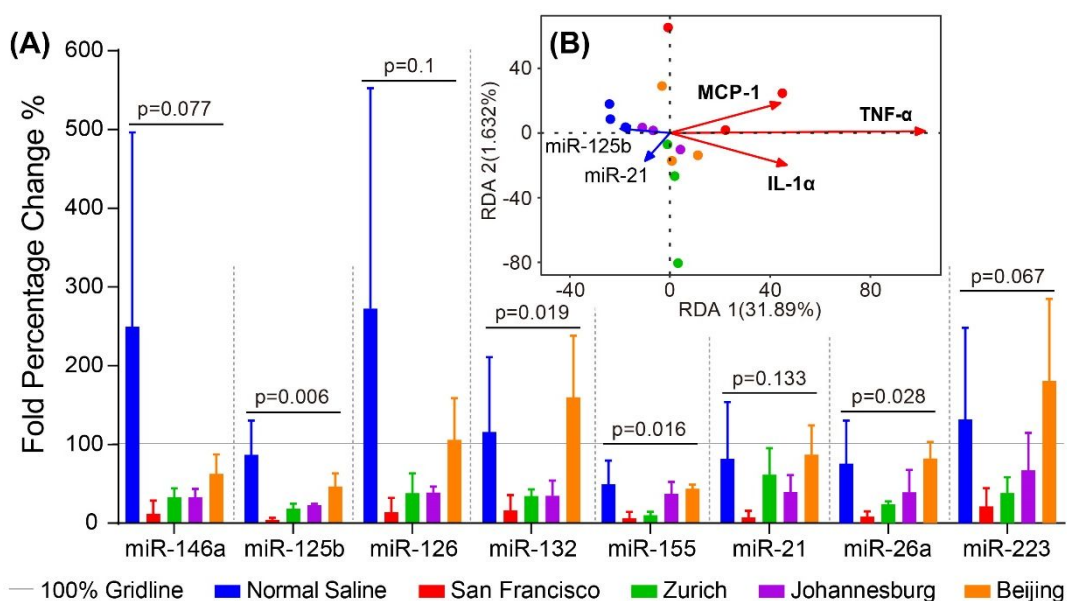 (A)
Fold Percentage Change %
600
500
400
300
200
100
0
p=0.077
p=0.006
p=0.1
p=0.019
p=0.016
p=0.133
p=0.028
p=0.067
miR-146a miR-125b miR-126 miR-132 miR-155 miR-21 miR-26a miR-223
(B)
RDA 2(1.632%)
40
0
-40
-80
MCP-1
TNF-α
IL-1α
miR-125b
miR-21
-40 0 40 80
RDA 1(31.89%)
100% Gridline Normal Saline San Francisco Zurich Johannesburg Beijing